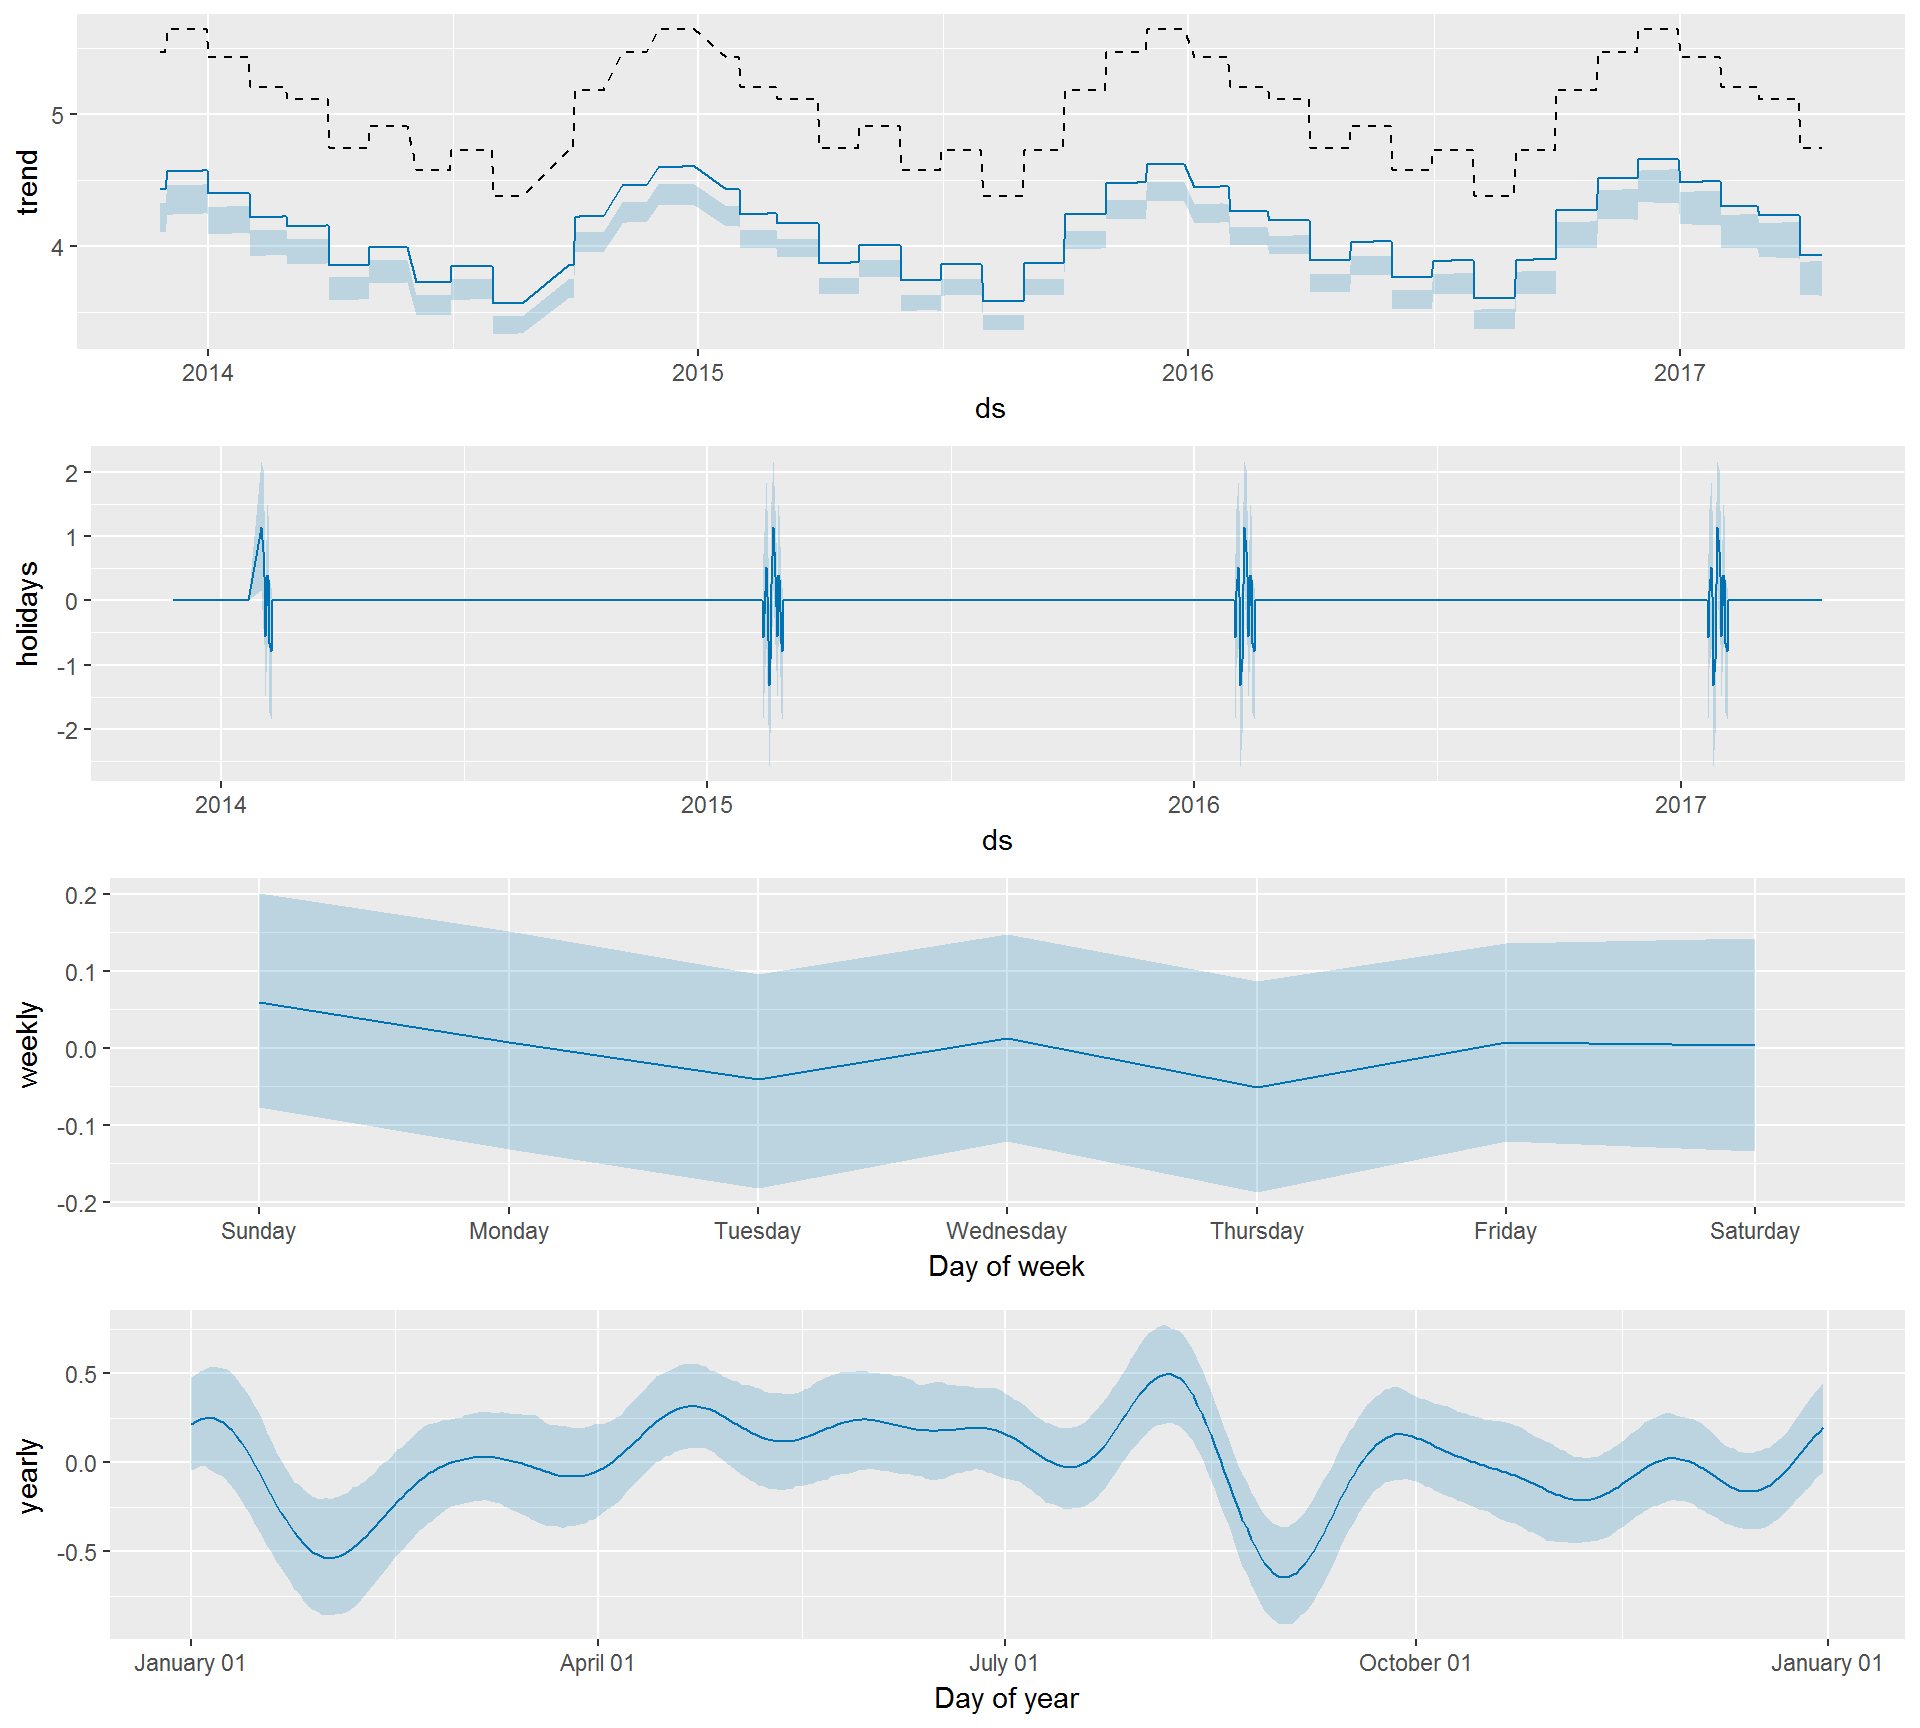 trend
5
4
2014 2015 2016 2017
ds
holidays
2
1
0
-1
-2
2014 2015 2016 2017
ds
weekly
0.2
0.1
0.0
-0.1
-0.2
Sunday Monday Tuesday Wednesday Thursday Friday Saturday
Day of week
yearly
0.5
0.0
-0.5
January 01 April 01 July 01 October 01 January 01
Day of year